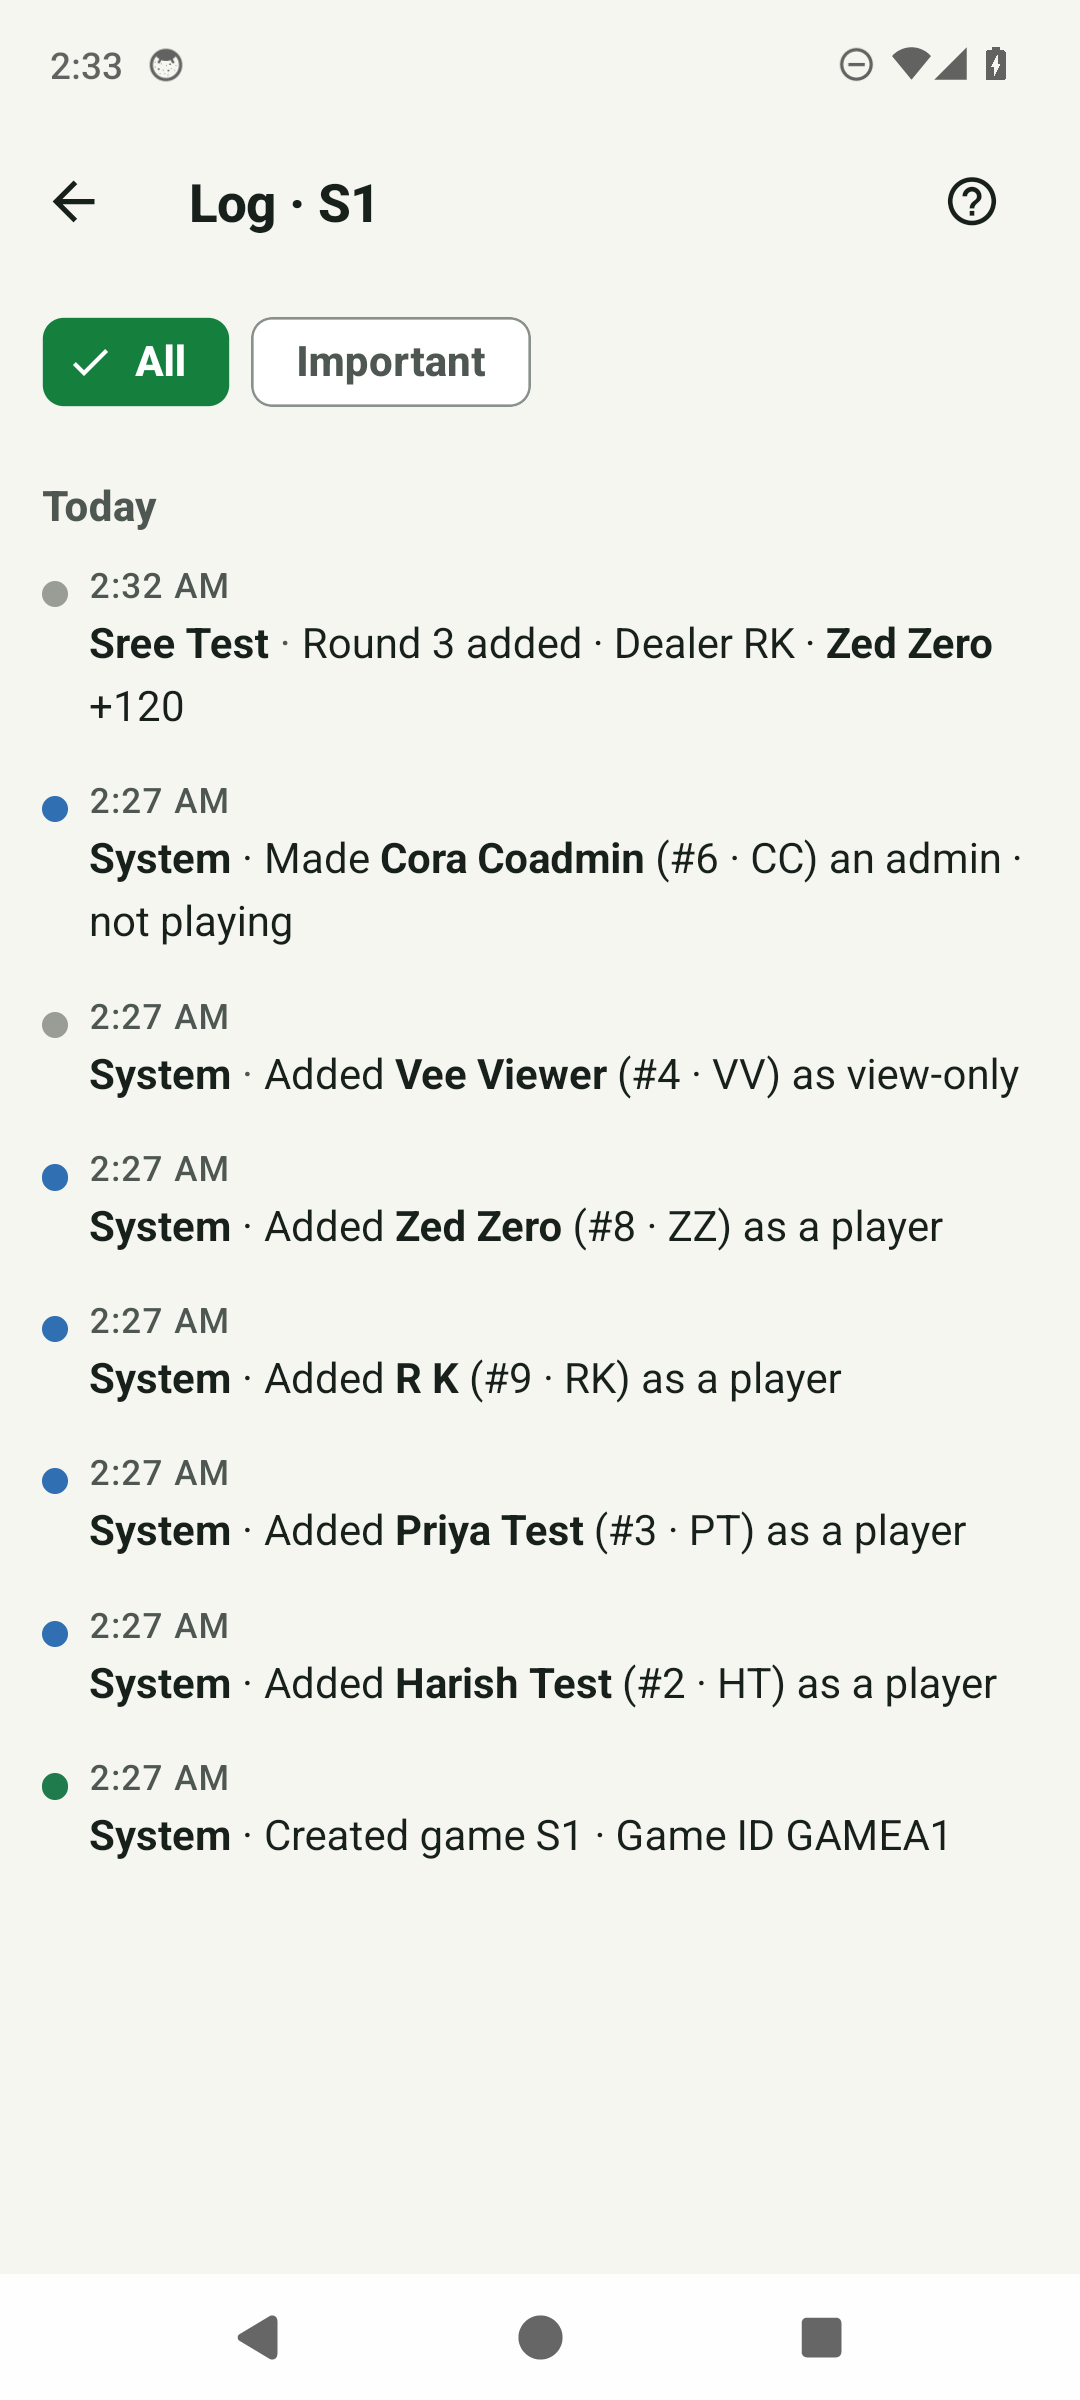 2:33
Log · S1
All
Important
Today
2:32 AM
Sree Test · Round 3 added · Dealer RK · Zed Zero
+120
2:27 AM
System · Made Cora Coadmin (#6 · CC) an admin ·
not playing
2:27 AM
System · Added Vee Viewer (#4 · VV) as view-only
2:27 AM
System · Added Zed Zero (#8 · ZZ) as a player
2:27 AM
System · Added R K (#9 · RK) as a player
2:27 AM
System · Added Priya Test (#3 · PT) as a player
2:27 AM
System · Added Harish Test (#2 · HT) as a player
2:27 AM
System · Created game S1 · Game ID GAMEA1